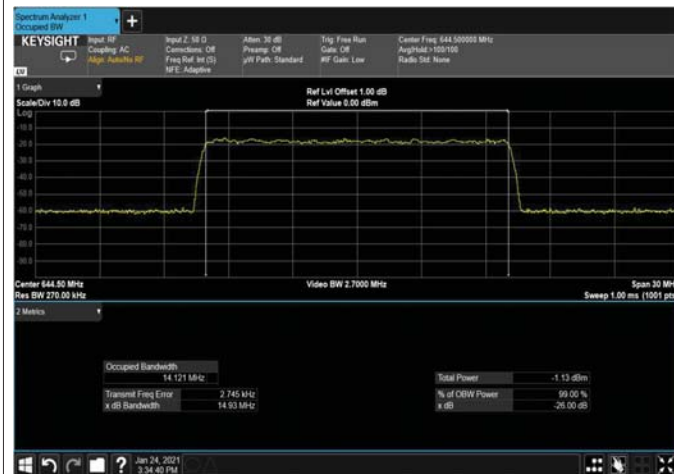 Spectrum Analyzer 1
Occupied BW
+
KEYSIGHT
Input: RF
Coupling: AC
Align: Auto/No RF
Input Z: 50 Ω
Corrections: Off
Freq Ref: Int (S)
NFE: Adaptive
Atten: 30 dB
Preamp: Off
µW Path: Standard
Trig: Free Run
Gate: Off
#IF Gain: Low
Center Freq: 644.500000 MHz
Avg|Hold:>100/100
Radio Std: None
LXI
1 Graph
Scale/Div 10.0 dB
Ref Lvl Offset 1.00 dB
Ref Value 0.00 dBm
Log
-10.0
-20.0
-30.0
-40.0
-50.0
-60.0
-70.0
-80.0
-90.0
Center 644.50 MHz
Res BW 270.00 kHz
Video BW 2.7000 MHz
Span 30 MH
Sweep 1.00 ms (1001 pts
2 Metrics
Occupied Bandwidth
14.121 MHz
Transmit Freq Error 2.745 kHz
x dB Bandwidth 14.93 MHz
Total Power -1.13 dBm
% of OBW Power 99.00 %
x dB -26.00 dB
?
Jan 24, 2021
3:34:40 PM